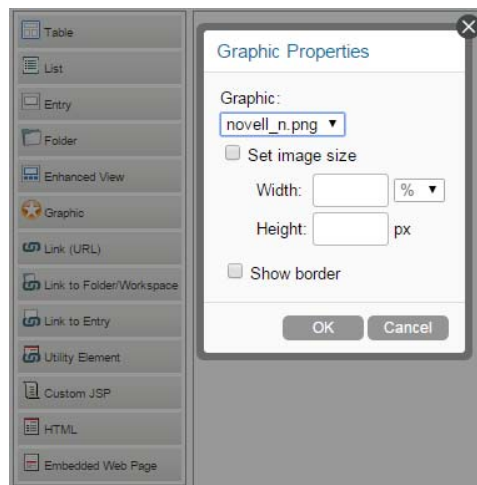 Table
List
Entry
Folder
Enhanced View
Graphic
Link (URL)
Link to Folder/Workspace
Link to Entry
Utility Element
Custom JSP
HTML
Embedded Web Page
Graphic Properties
Graphic:
novell_n.png
Set image size
Width: %
Height: px
Show border
OK Cancel